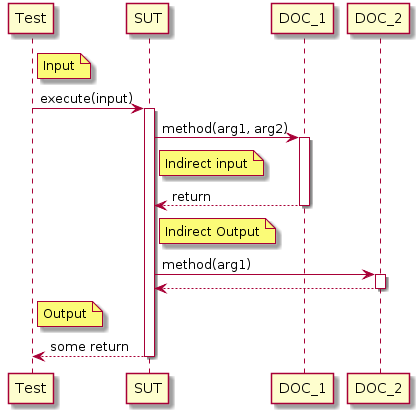 Test SUT DOC_1 DOC_2
Input
execute(input)
method(arg1, arg2)
Indirect input
return
Indirect Output
method(arg1)
Output
some return
Test SUT DOC_1 DOC_2